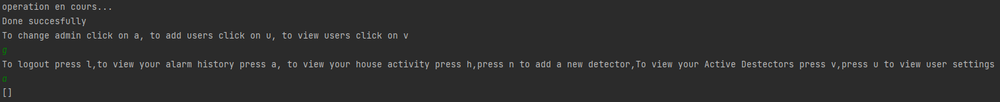 operation en cours...
Done succesfully
To change admin click on a, to add users click on u, to view users click on v
g
To logout press l,to view your alarm history press a, to view your house activity press h,press n to add a new detector,To view your Active Destectors press v,press u to view user settings
a
[]